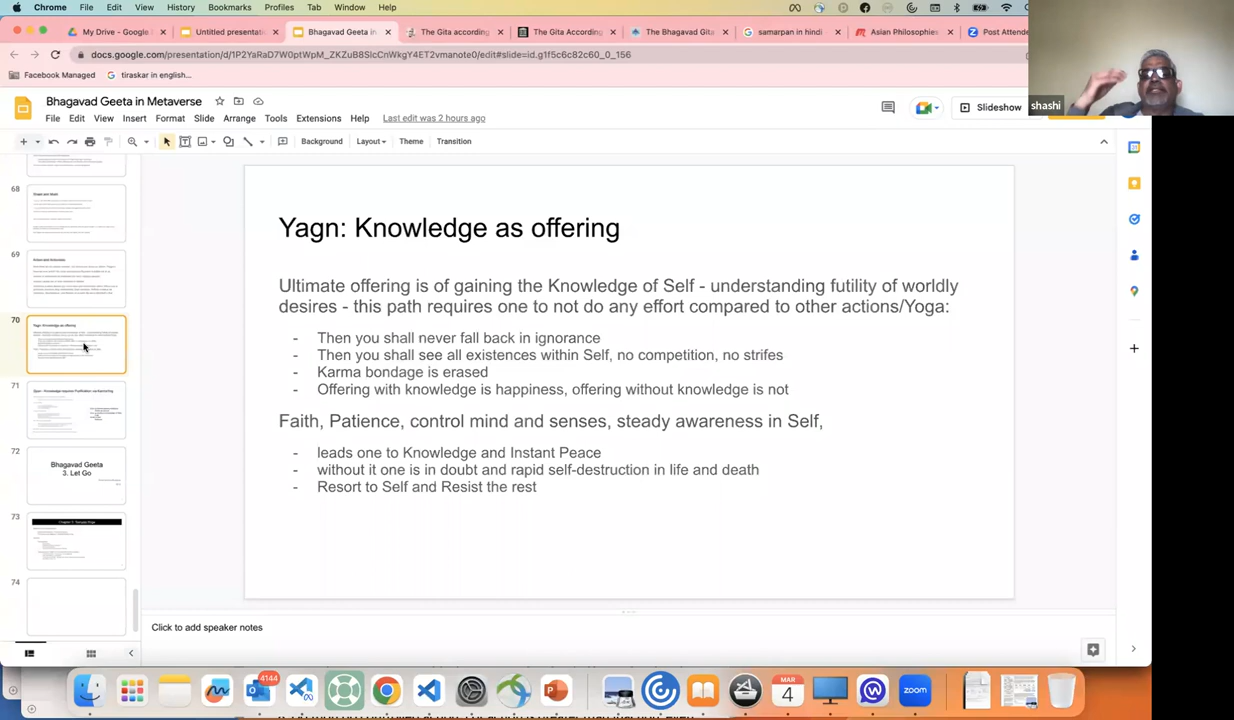 Chrome File Edit View History Bookmarks Profiles Tab Window Help
My Drive - Google
Untitled presentatio
Bhagavad Geeta in
The Gita according
The Gita According
The Bhagavad Gita
samarpan in hindi
Asian Philosophies
Post Attende
docs.google.com/presentation/d/1P2YaRaD7W0ptWpM_ZKZuB8SlcCnWkgY4ET2vmanote0/edit#slide=id.g1f5c6c82c60_0_156
Facebook Managed
tiraskar in english...
shashi
Bhagavad Geeta in Metaverse
File Edit View Insert Format Slide Arrange Tools Extensions Help
Last edit was 2 hours ago
Slideshow
Background Layout Theme Transition
68
69
70
Yagn: Knowledge as offering
71
72
Bhagavad Geeta
3. Let Go
73
74
Yagn: Knowledge as offering
Ultimate offering is of gaining the Knowledge of Self - understanding futility of worldly
desires - this path requires one to not do any effort compared to other actions/Yoga:
- Then you shall never fall back in ignorance
- Then you shall see all existences within Self, no competition, no strifes
- Karma bondage is erased
- Offering with knowledge is happiness, offering without knowledge is not
Faith, Patience, control mind and senses, steady awareness in Self,
- leads one to Knowledge and Instant Peace
- without it one is in doubt and rapid self-destruction in life and death
- Resort to Self and Resist the rest
Click to add speaker notes
4144
MAR
4
zoom